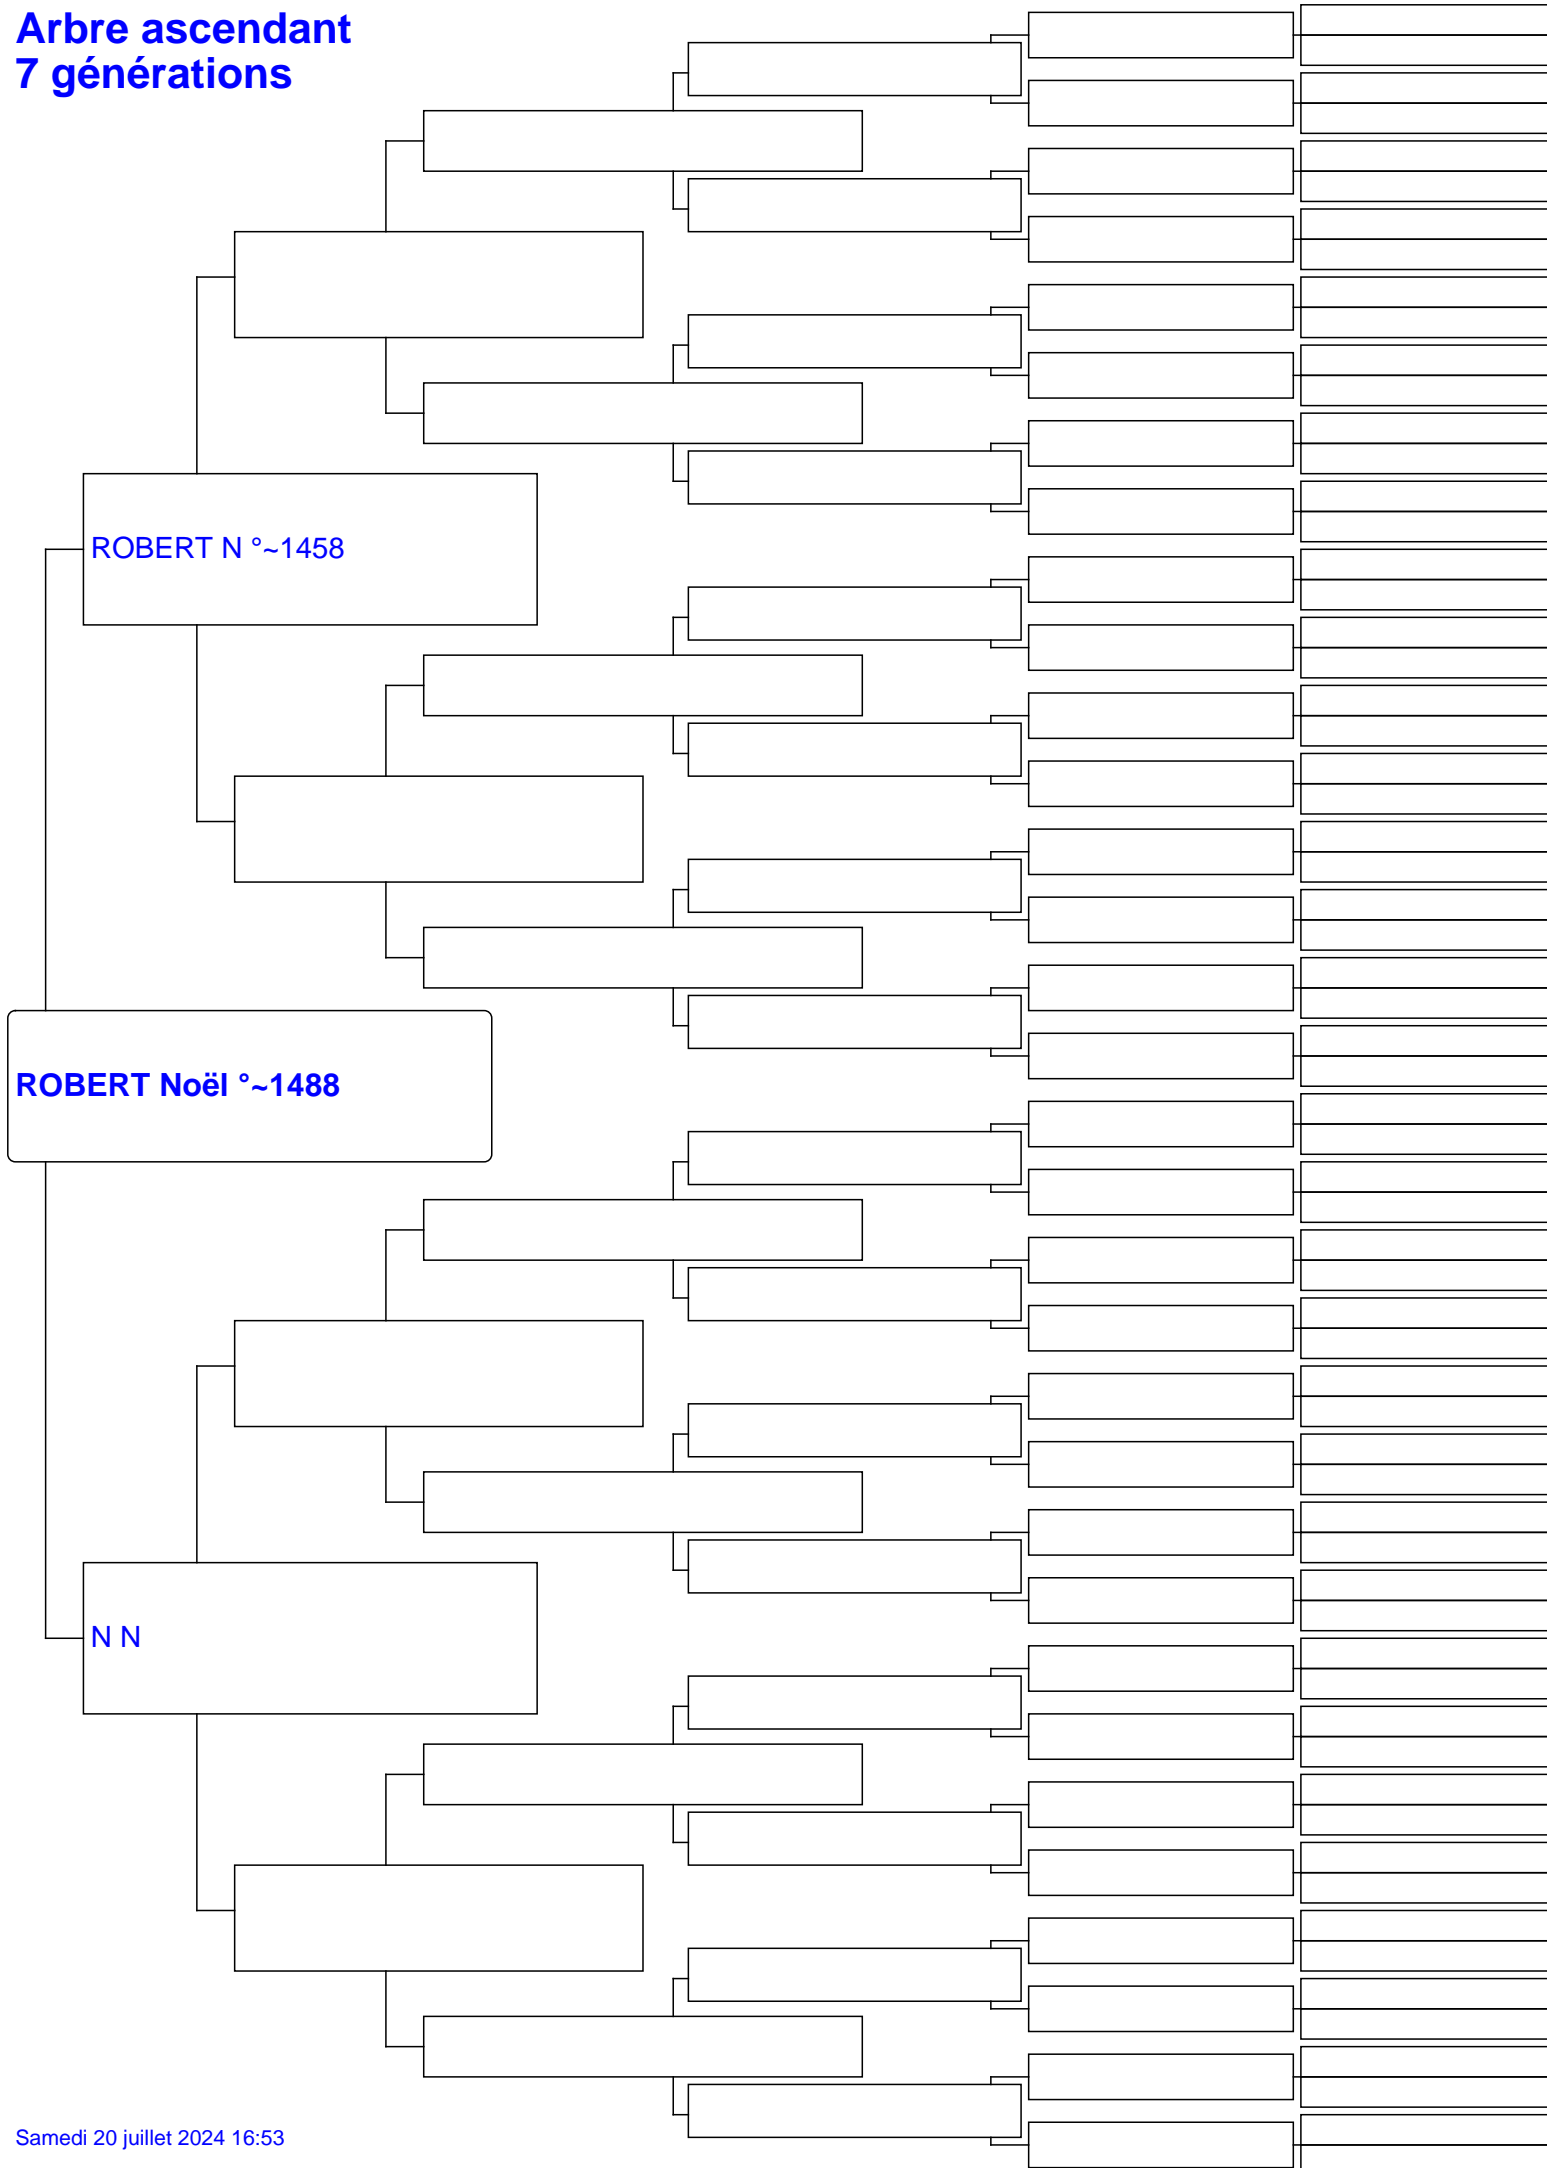 Arbre ascendant
7 générations
ROBERT N °~1458
ROBERT Noël °~1488
N N
Samedi 20 juillet 2024 16:53